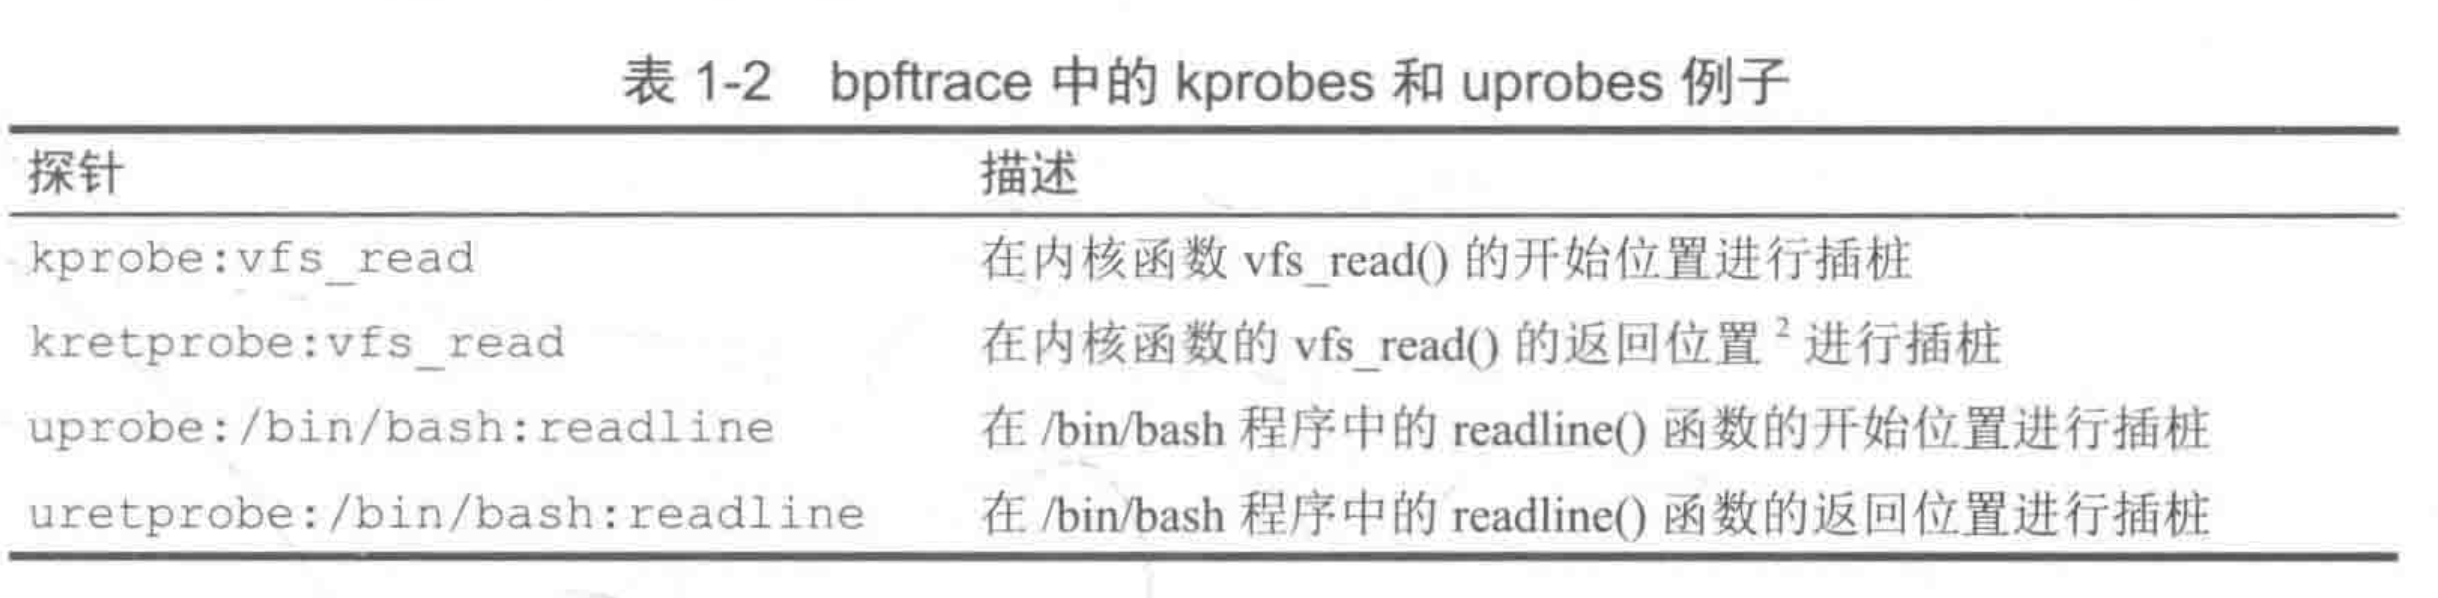 表 1-2 bpftrace 中的 kprobes 和 uprobes 例子
探针 描述
kprobe:vfs_read 在内核函数 vfs_read() 的开始位置进行插桩
kretprobe:vfs_read 在内核函数的 vfs_read() 的返回位置 2 进行插桩
uprobe:/bin/bash:readline 在 /bin/bash 程序中的 readline() 函数的开始位置进行插桩
uretprobe:/bin/bash:readline 在 /bin/bash 程序中的 readline() 函数的返回位置进行插桩